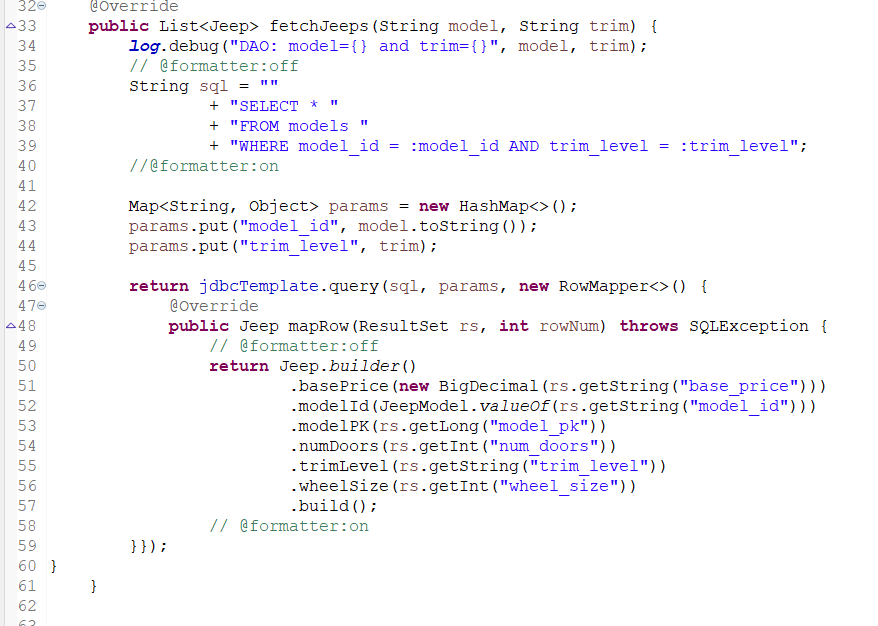 32    @Override
33    public List<Jeep> fetchJeeps(String model, String trim) {
34        log.debug("DAO: model={} and trim={}", model, trim);
35        // @formatter:off
36        String sql = ""
37                + "SELECT * "
38                + "FROM models "
39                + "WHERE model_id = :model_id AND trim_level = :trim_level";
40        //@formatter:on
41
42        Map<String, Object> params = new HashMap<>();
43        params.put("model_id", model.toString());
44        params.put("trim_level", trim);
45
46        return jdbcTemplate.query(sql, params, new RowMapper<>() {
47            @Override
48            public Jeep mapRow(ResultSet rs, int rowNum) throws SQLException {
49                // @formatter:off
50                return Jeep.builder()
51                        .basePrice(new BigDecimal(rs.getString("base_price")))
52                        .modelId(JeepModel.valueOf(rs.getString("model_id")))
53                        .modelPK(rs.getLong("model_pk"))
54                        .numDoors(rs.getInt("num_doors"))
55                        .trimLevel(rs.getString("trim_level"))
56                        .wheelSize(rs.getInt("wheel_size"))
57                        .build();
58                // @formatter:on
59        }});
60 }
61    }
62
63